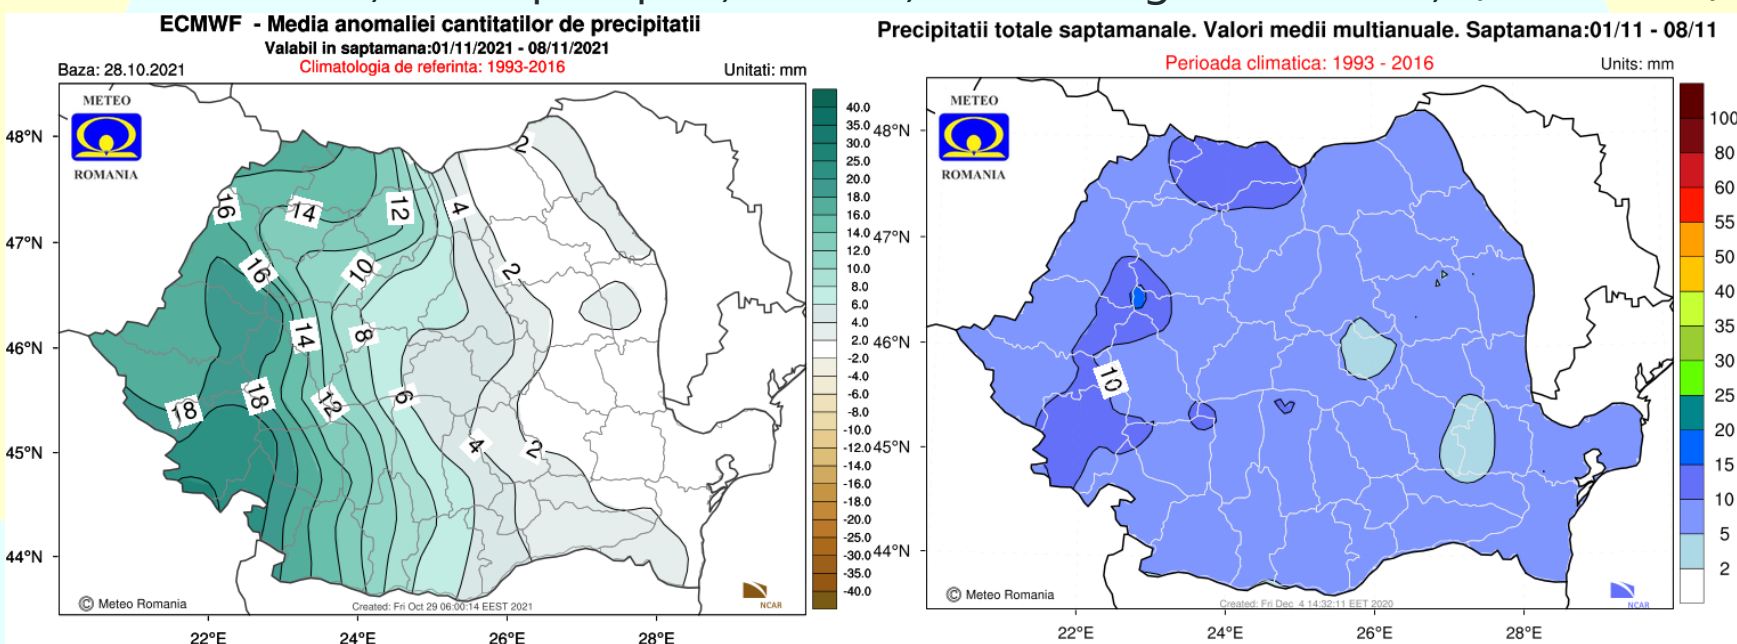 ECMWF - Media anomaliei cantitatilor de precipitatii
Valabil in saptamana:01/11/2021 - 08/11/2021
Baza: 28.10.2021
Climatologia de referinta: 1993-2016
Unitati: mm
METEO
ROMANIA
48°N
47°N
46°N
45°N
44°N
2
16
14
12
4
16
10
2
14
8
18
18
12
6
4
2
40.0
35.0
30.0
25.0
20.0
18.0
16.0
14.0
12.0
10.0
8.0
6.0
4.0
2.0
-2.0
-4.0
-6.0
-8.0
-10.0
-12.0
-14.0
-16.0
-18.0
-20.0
-25.0
-30.0
-35.0
-40.0
© Meteo Romania
Created: Fri Oct 29 06:00:14 EEST 2021
NCAR
22°E
24°E
26°E
28°E
Precipitatii totale saptamanale. Valori medii multianuale. Saptamana:01/11 - 08/11
Perioada climatica: 1993 - 2016
Units: mm
METEO
ROMANIA
48°N
47°N
46°N
45°N
44°N
10
100
80
60
55
50
40
35
30
25
20
15
10
5
2
© Meteo Romania
Created: Fri Dec 4 14:32:11 EET 2020
NCAR
22°E
24°E
26°E
28°E